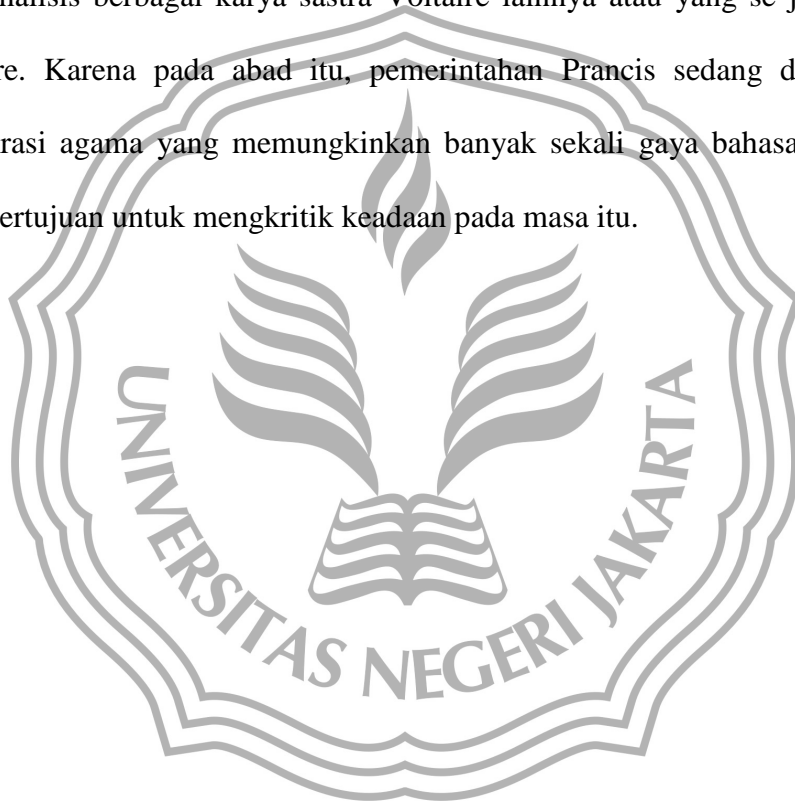 nalisis berbagai karya sastra Voltaire lainnya atau yang se j
re. Karena pada abad itu, pemerintahan Prancis sedang d
rasi agama yang memungkinkan banyak sekali gaya bahasa
ertujuan untuk mengkritik keadaan pada masa itu.
UNIVERSITAS NEGERI JAKARTA